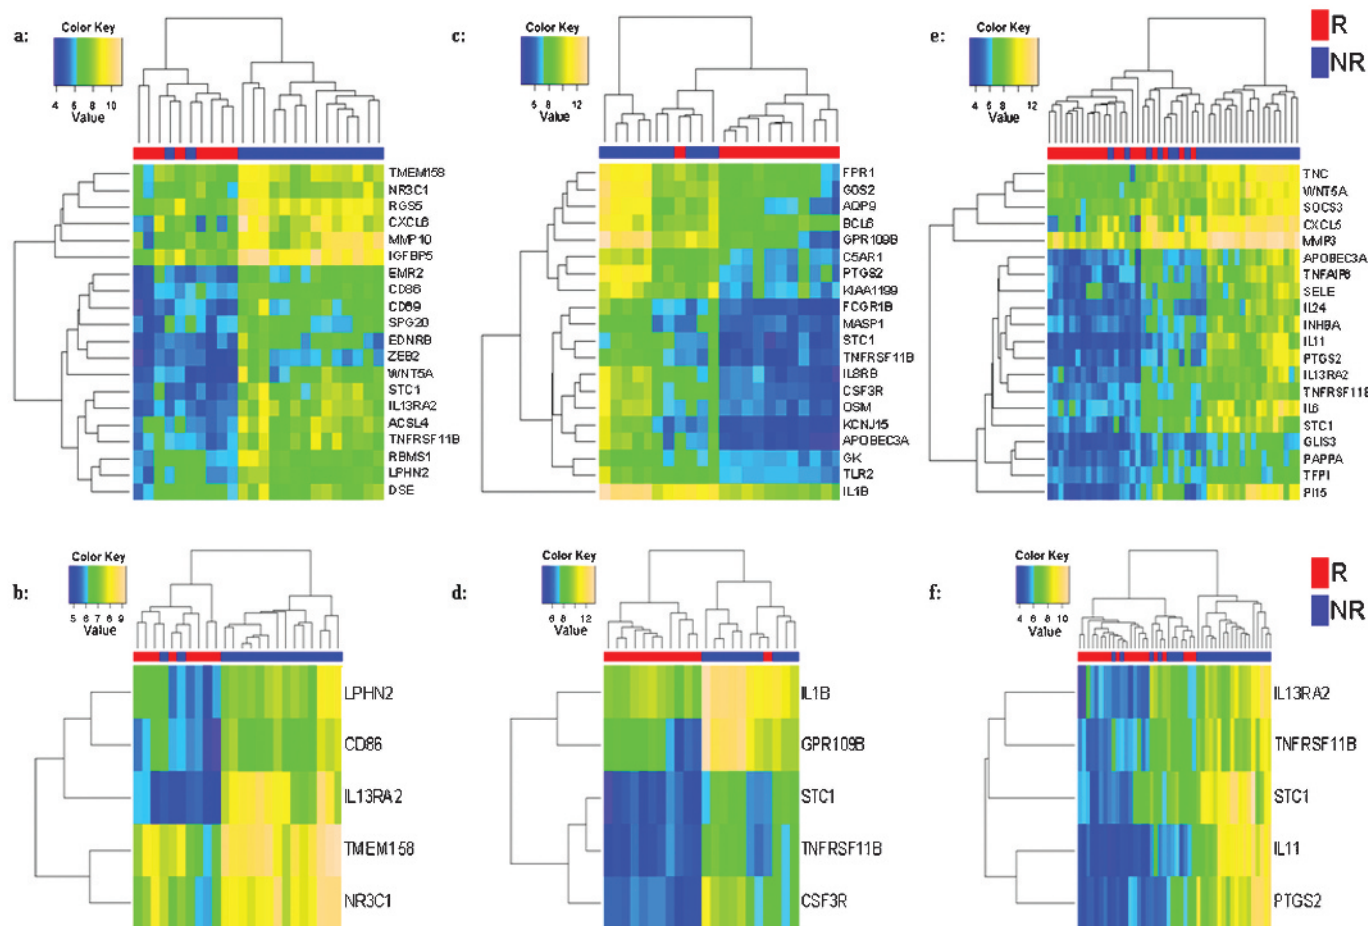 a:
Color Key
4 6 8 10
Value
TMEM158
NR3C1
RGS5
CXCL6
MMP10
IGFBP5
EMR2
CD86
CD69
SPG20
EDNRB
ZEB2
WNT5A
STC1
IL13RA2
ACSL4
TNFRSF11B
RBMS1
LPHN2
DSE
c:
Color Key
6 8 12
Value
FPR1
G0S2
AQP9
BCL6
GPR109B
C5AR1
PTGS2
KIAA1199
FCGR1B
MASP1
STC1
TNFRSF11B
IL8RB
CSF3R
OSM
KCNJ15
APOBEC3A
GK
TLR2
IL1B
e:
Color Key
4 6 8 12
Value
R
NR
TNC
WNT5A
SOCS3
CXCL5
MMP3
APOBEC3A
TNFAIP6
SELE
IL24
INHBA
IL11
PTGS2
IL13RA2
TNFRSF11B
IL6
STC1
GLIS3
PAPPA
TFPI
PI15
b:
Color Key
5 6 7 8 9
Value
LPHN2
CD86
IL13RA2
TMEM158
NR3C1
d:
Color Key
6 8 12
Value
IL1B
GPR109B
STC1
TNFRSF11B
CSF3R
f:
Color Key
4 6 8 10
Value
R
NR
IL13RA2
TNFRSF11B
STC1
IL11
PTGS2